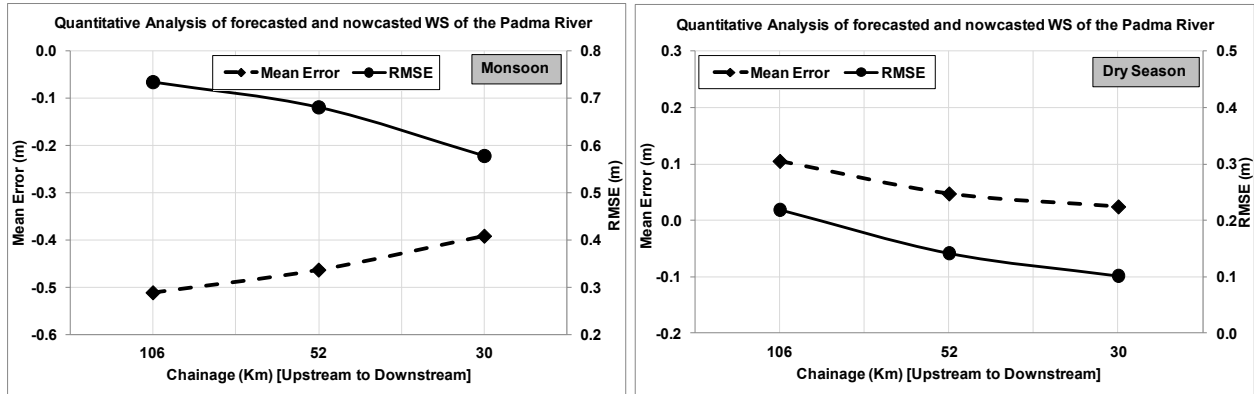 Quantitative Analysis of forecasted and nowcasted WS of the Padma River
0.0
-0.1
-0.2
-0.3
-0.4
-0.5
-0.6
Mean Error (m)
Mean Error
RMSE
Monsoon
0.8
0.7
0.6
0.5
0.4
0.3
0.2
RMSE (m)
106
52
30
Chainage (Km) [Upstream to Downstream]
Quantitative Analysis of forecasted and nowcasted WS of the Padma River
0.3
0.2
0.1
0.0
-0.1
-0.2
Mean Error (m)
Mean Error
RMSE
Dry Season
0.5
0.4
0.3
0.2
0.1
0.0
RMSE (m)
106
52
30
Chainage (Km) [Upstream to Downstream]